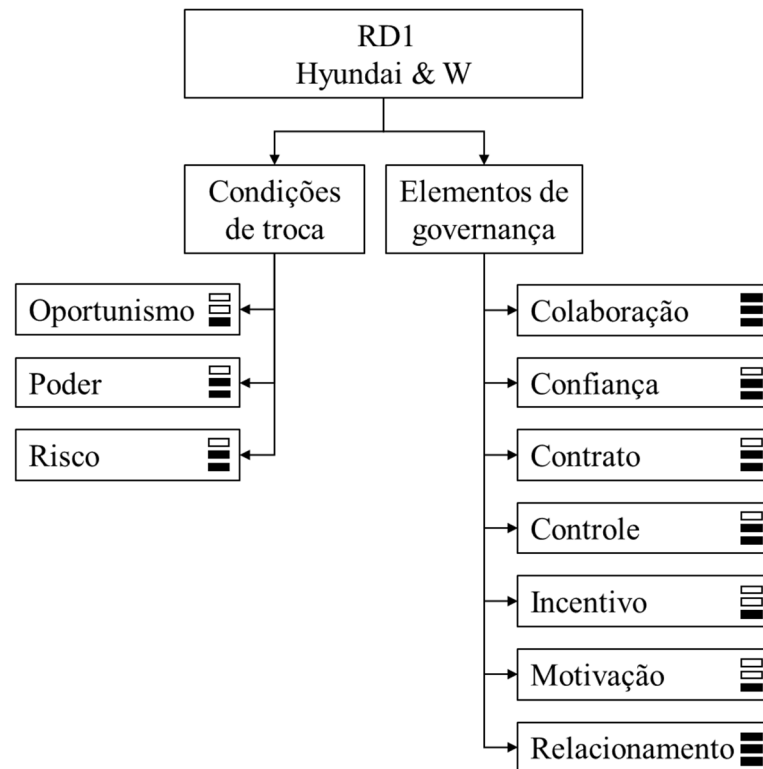 RD1
Hyundai & W
Condições
de troca
Elementos de
governança
Oportunismo
Poder
Risco
Colaboração
Confiança
Contrato
Controle
Incentivo
Motivação
Relacionamento